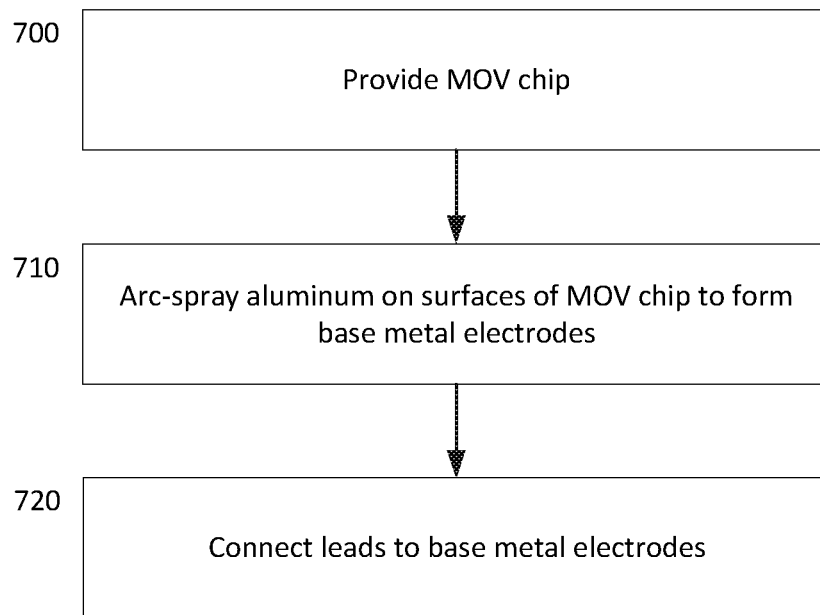 700
Provide MOV chip
710
Arc-spray aluminum on surfaces of MOV chip to form
base metal electrodes
720
Connect leads to base metal electrodes